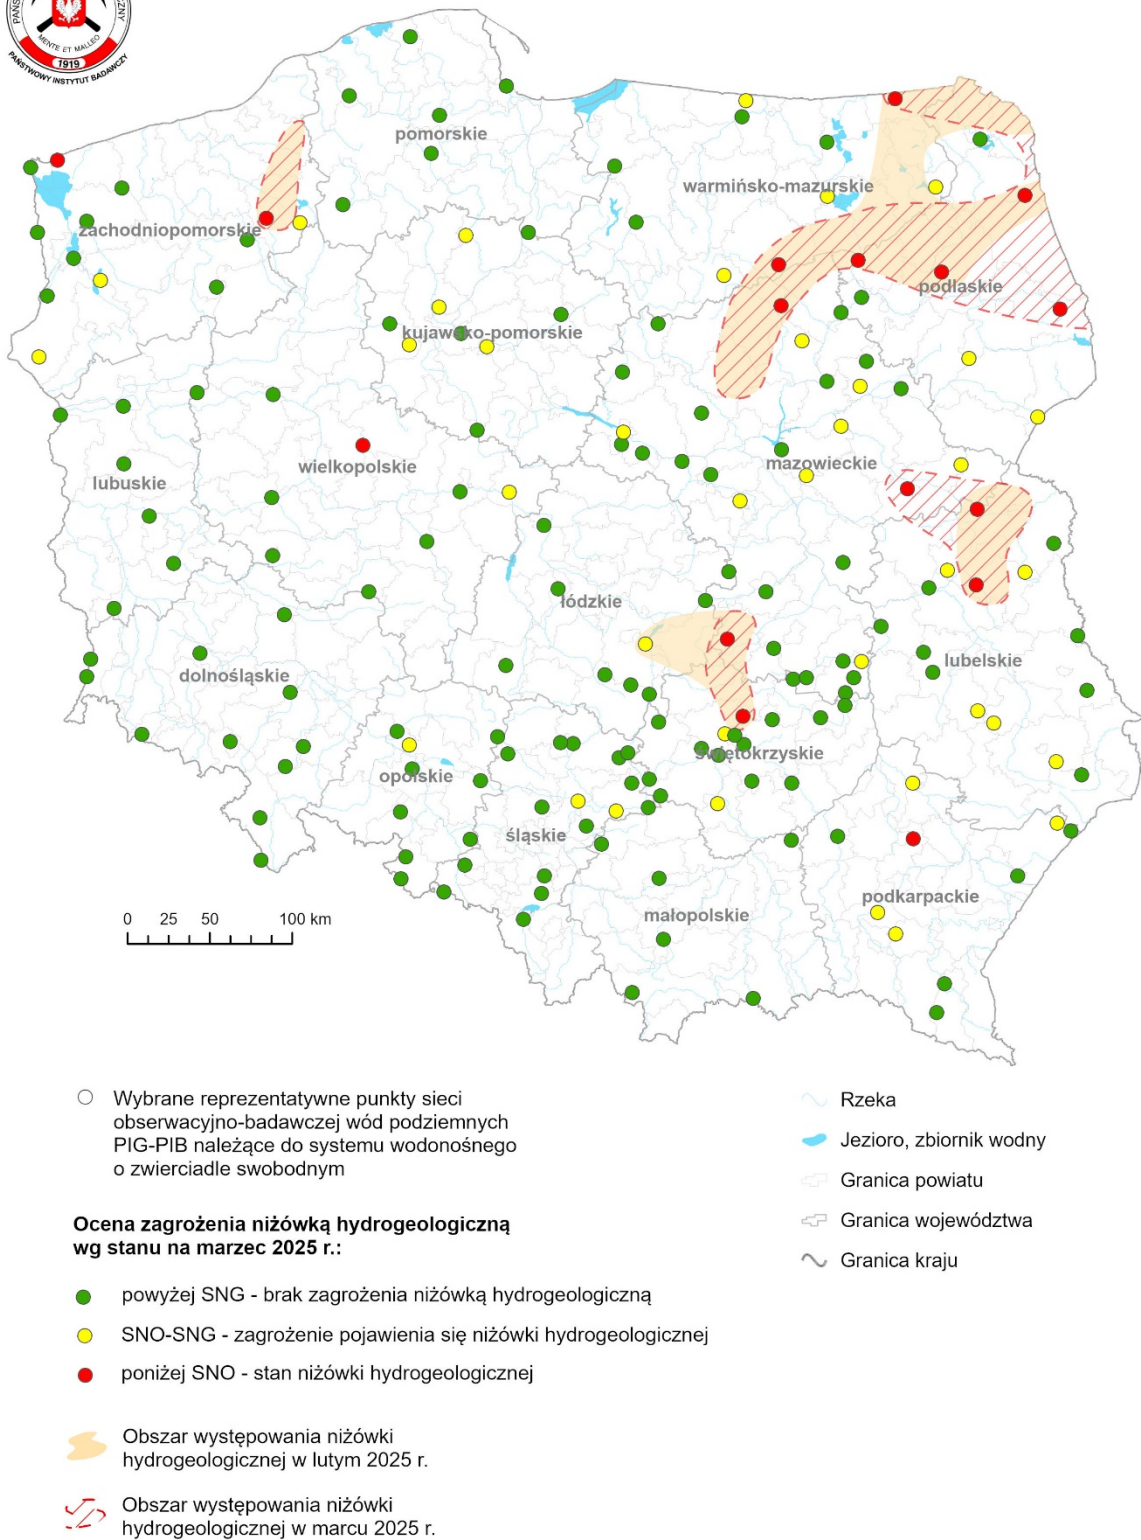 PAŃS
CZNY
MENTE ET MALLEO
1919
PAŃSTWOWY INSTYTUT BADAWCZY
pomorskie
warmińsko-mazurskie
zachodniopomorskie
podlaskie
kujawsko-pomorskie
mazowieckie
wielkopolskie
lubuskie
łódzkie
lubelskie
dolnośląskie
świętokrzyskie
opolskie
śląskie
podkarpackie
małopolskie
0 25 50 100 km
Wybrane reprezentatywne punkty sieci
obserwacyjno-badawczej wód podziemnych
PIG-PIB należące do systemu wodonośnego
o zwierciadle swobodnym
Ocena zagrożenia niżówką hydrogeologiczną
wg stanu na marzec 2025 r.:
powyżej SNG - brak zagrożenia niżówką hydrogeologiczną
SNO-SNG - zagrożenie pojawienia się niżówki hydrogeologicznej
poniżej SNO - stan niżówki hydrogeologicznej
Obszar występowania niżówki
hydrogeologicznej w lutym 2025 r.
Obszar występowania niżówki
hydrogeologicznej w marcu 2025 r.
Rzeka
Jezioro, zbiornik wodny
Granica powiatu
Granica województwa
Granica kraju